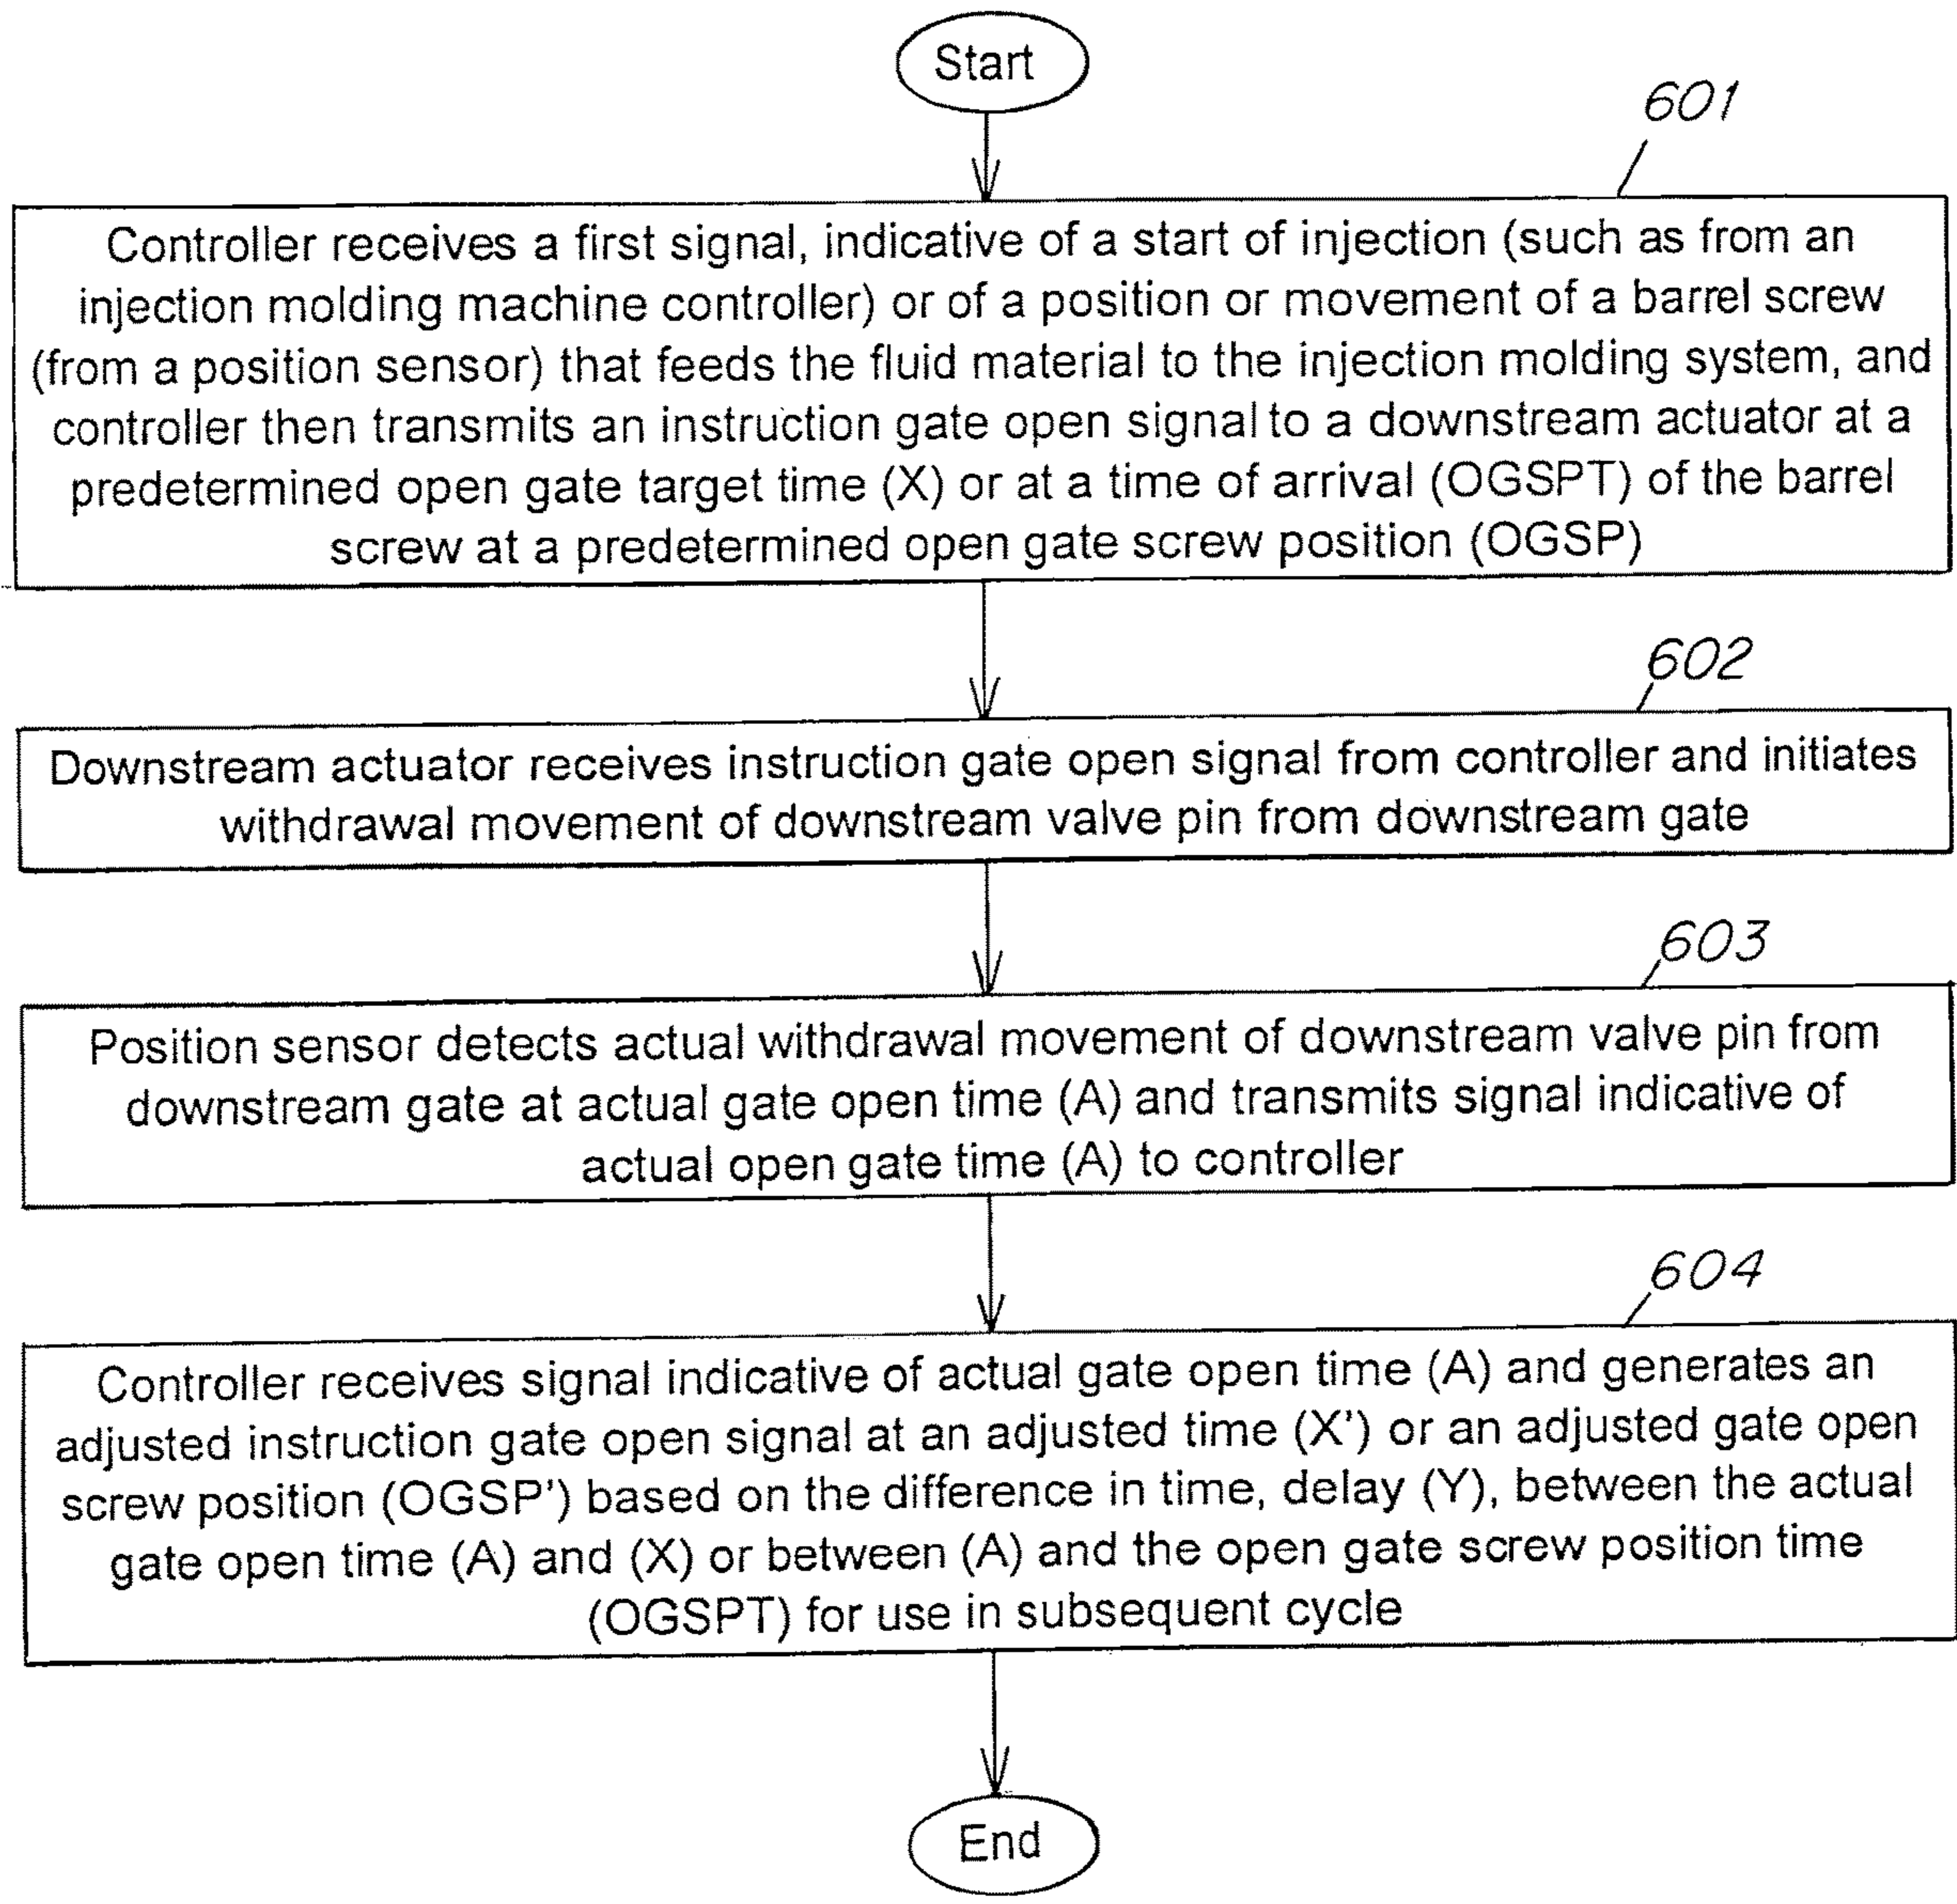 Start
601
Controller receives a first signal, indicative of a start of injection (such as from an
injection molding machine controller) or of a position or movement of a barrel screw
(from a position sensor) that feeds the fluid material to the injection molding system, and
controller then transmits an instruction gate open signal to a downstream actuator at a
predetermined open gate target time (X) or at a time of arrival (OGSPT) of the barrel
screw at a predetermined open gate screw position (OGSP)
602
Downstream actuator receives instruction gate open signal from controller and initiates
withdrawal movement of downstream valve pin from downstream gate
603
Position sensor detects actual withdrawal movement of downstream valve pin from
downstream gate at actual gate open time (A) and transmits signal indicative of
actual open gate time (A) to controller
604
Controller receives signal indicative of actual gate open time (A) and generates an
adjusted instruction gate open signal at an adjusted time (X') or an adjusted gate open
screw position (OGSP') based on the difference in time, delay (Y), between the actual
gate open time (A) and (X) or between (A) and the open gate screw position time
(OGSPT) for use in subsequent cycle
End